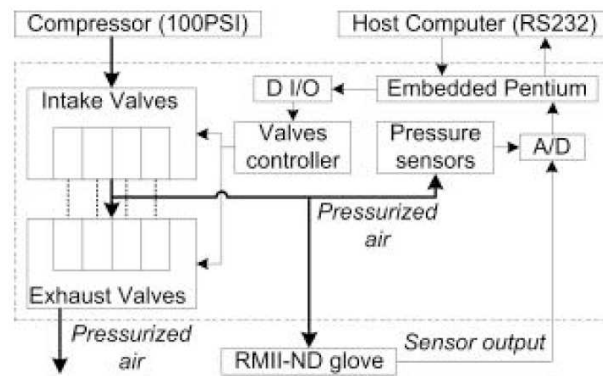 Compressor (100PSI)
Host Computer (RS232)
Intake Valves
D I/O
Embedded Pentium
Valves
controller
Pressure
sensors
A/D
Pressurized
air
Exhaust Valves
Pressurized
air
RMII-ND glove
Sensor output